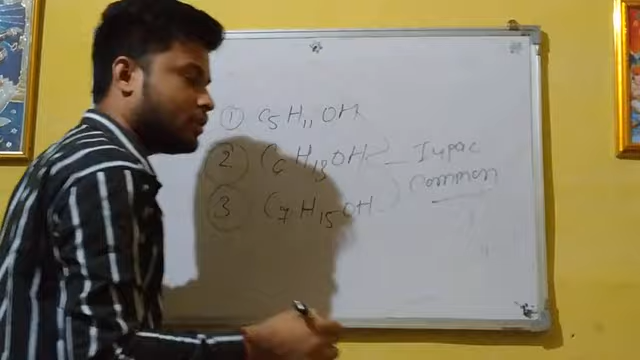 ① C₅H₁₁OH
② C₆H₁₃OH - Iupac
Common
③ C₇H₁₅OH